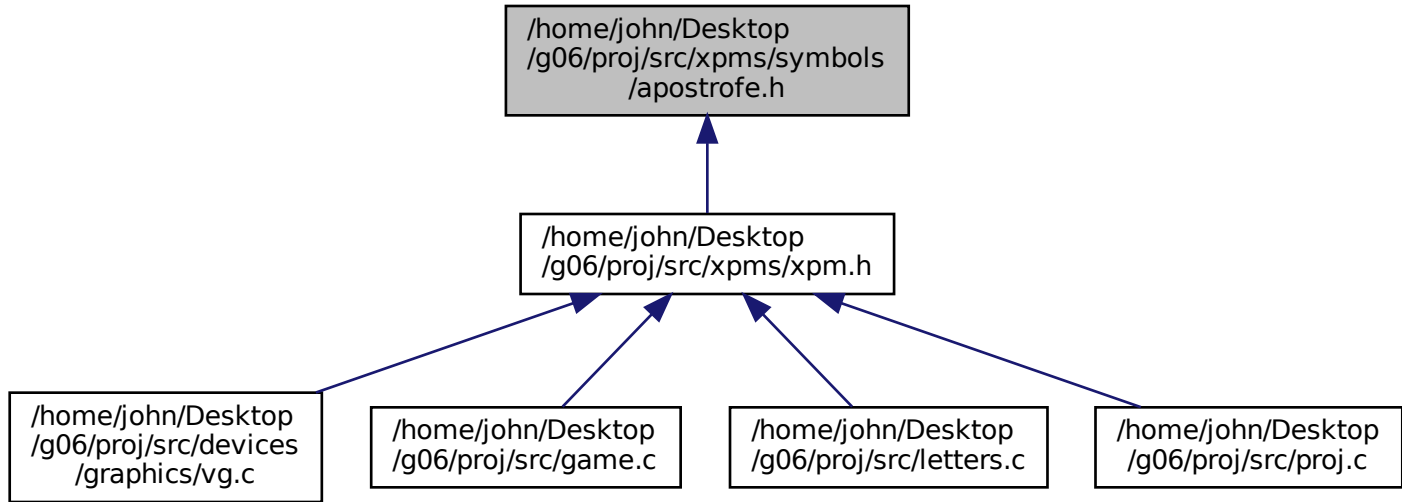 /home/john/Desktop
/g06/proj/src/xpms/symbols
/apostrofe.h
/home/john/Desktop
/g06/proj/src/xpms/xpm.h
/home/john/Desktop
/g06/proj/src/devices
/graphics/vg.c
/home/john/Desktop
/g06/proj/src/game.c
/home/john/Desktop
/g06/proj/src/letters.c
/home/john/Desktop
/g06/proj/src/proj.c